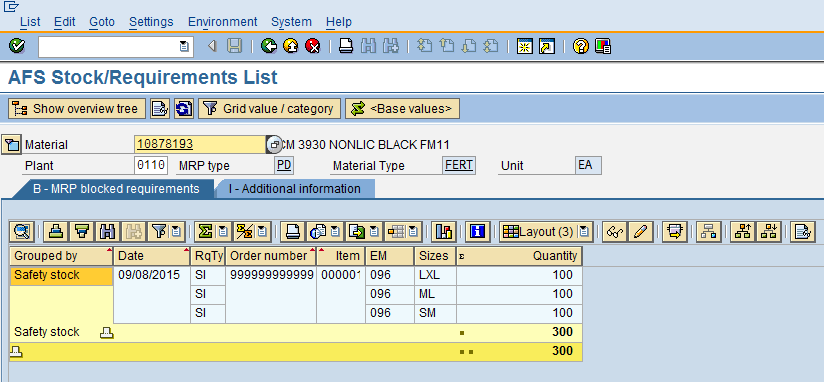 List Edit Goto Settings Environment System Help
AFS Stock/Requirements List
Show overview tree Grid value / category <Base values>
Material 10878193 CM 3930 NONLIC BLACK FM11
Plant 0110 MRP type PD Material Type FERT Unit EA
B - MRP blocked requirements I - Additional information
Layout (3)
Grouped by Date RqTy Order number Item EM Sizes Σ Quantity
Safety stock 09/08/2015 SI 999999999999 000001 096 LXL 100
SI 096 ML 100
SI 096 SM 100
Safety stock 300
300